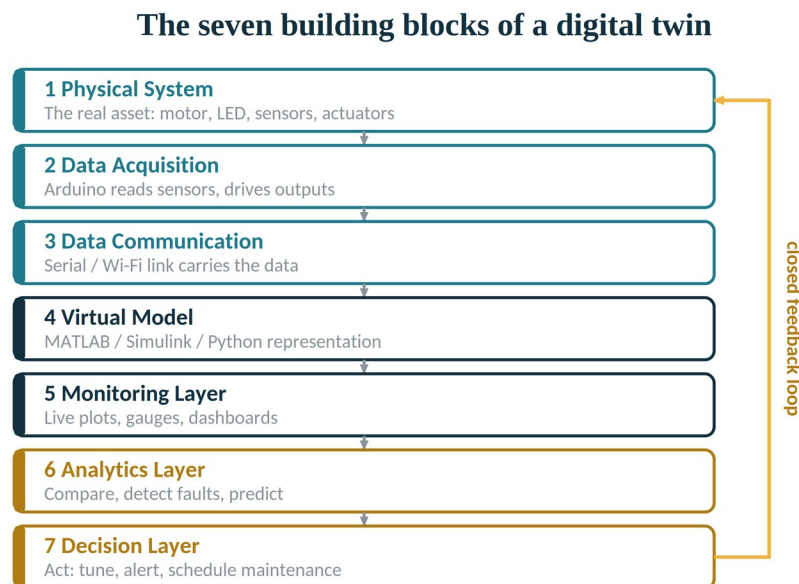 The seven building blocks of a digital twin
1 Physical System
The real asset: motor, LED, sensors, actuators
2 Data Acquisition
Arduino reads sensors, drives outputs
3 Data Communication
Serial / Wi-Fi link carries the data
4 Virtual Model
MATLAB / Simulink / Python representation
5 Monitoring Layer
Live plots, gauges, dashboards
6 Analytics Layer
Compare, detect faults, predict
7 Decision Layer
Act: tune, alert, schedule maintenance
closed feedback loop